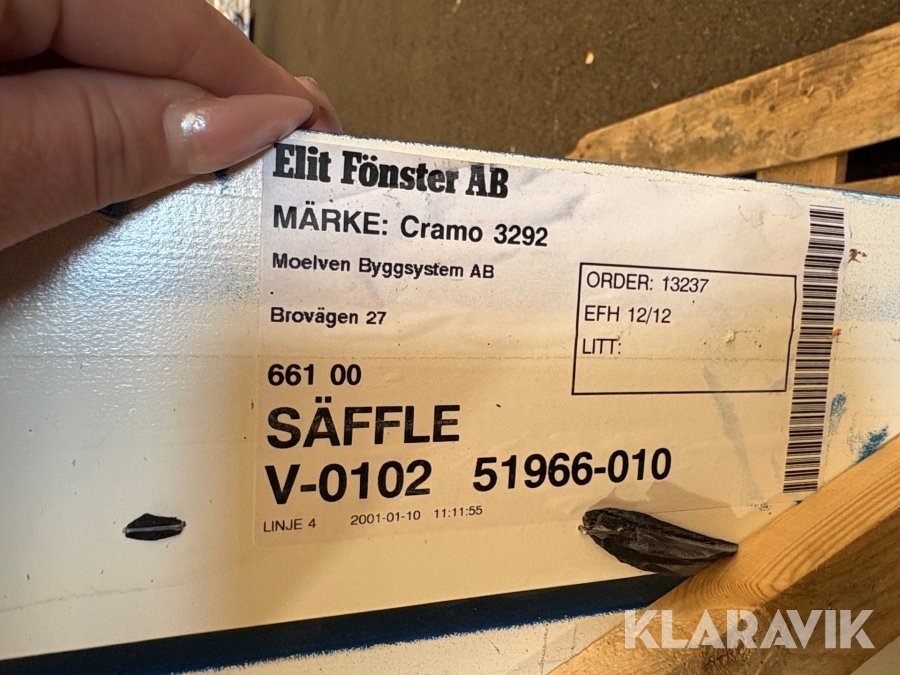 Elit Fönster AB
MÄRKE: Cramo 3292
Moelven Byggsystem AB
Brovägen 27
661 00
SÄFFLE
V-0102 51966-010
LINJE 4 2001-01-10 11:11:55
ORDER: 13237
EFH 12/12
LITT:
KLARAVIK